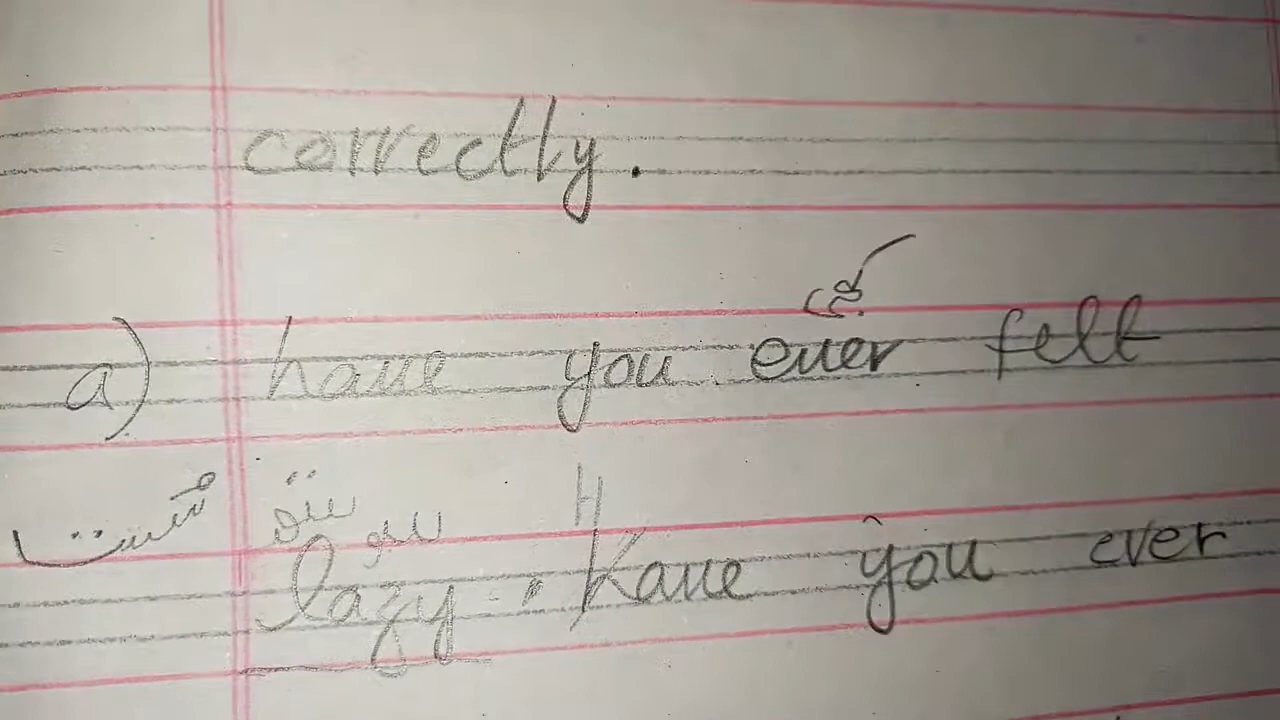 correctly.
a) have you ever felt
H
lazy. have you ever